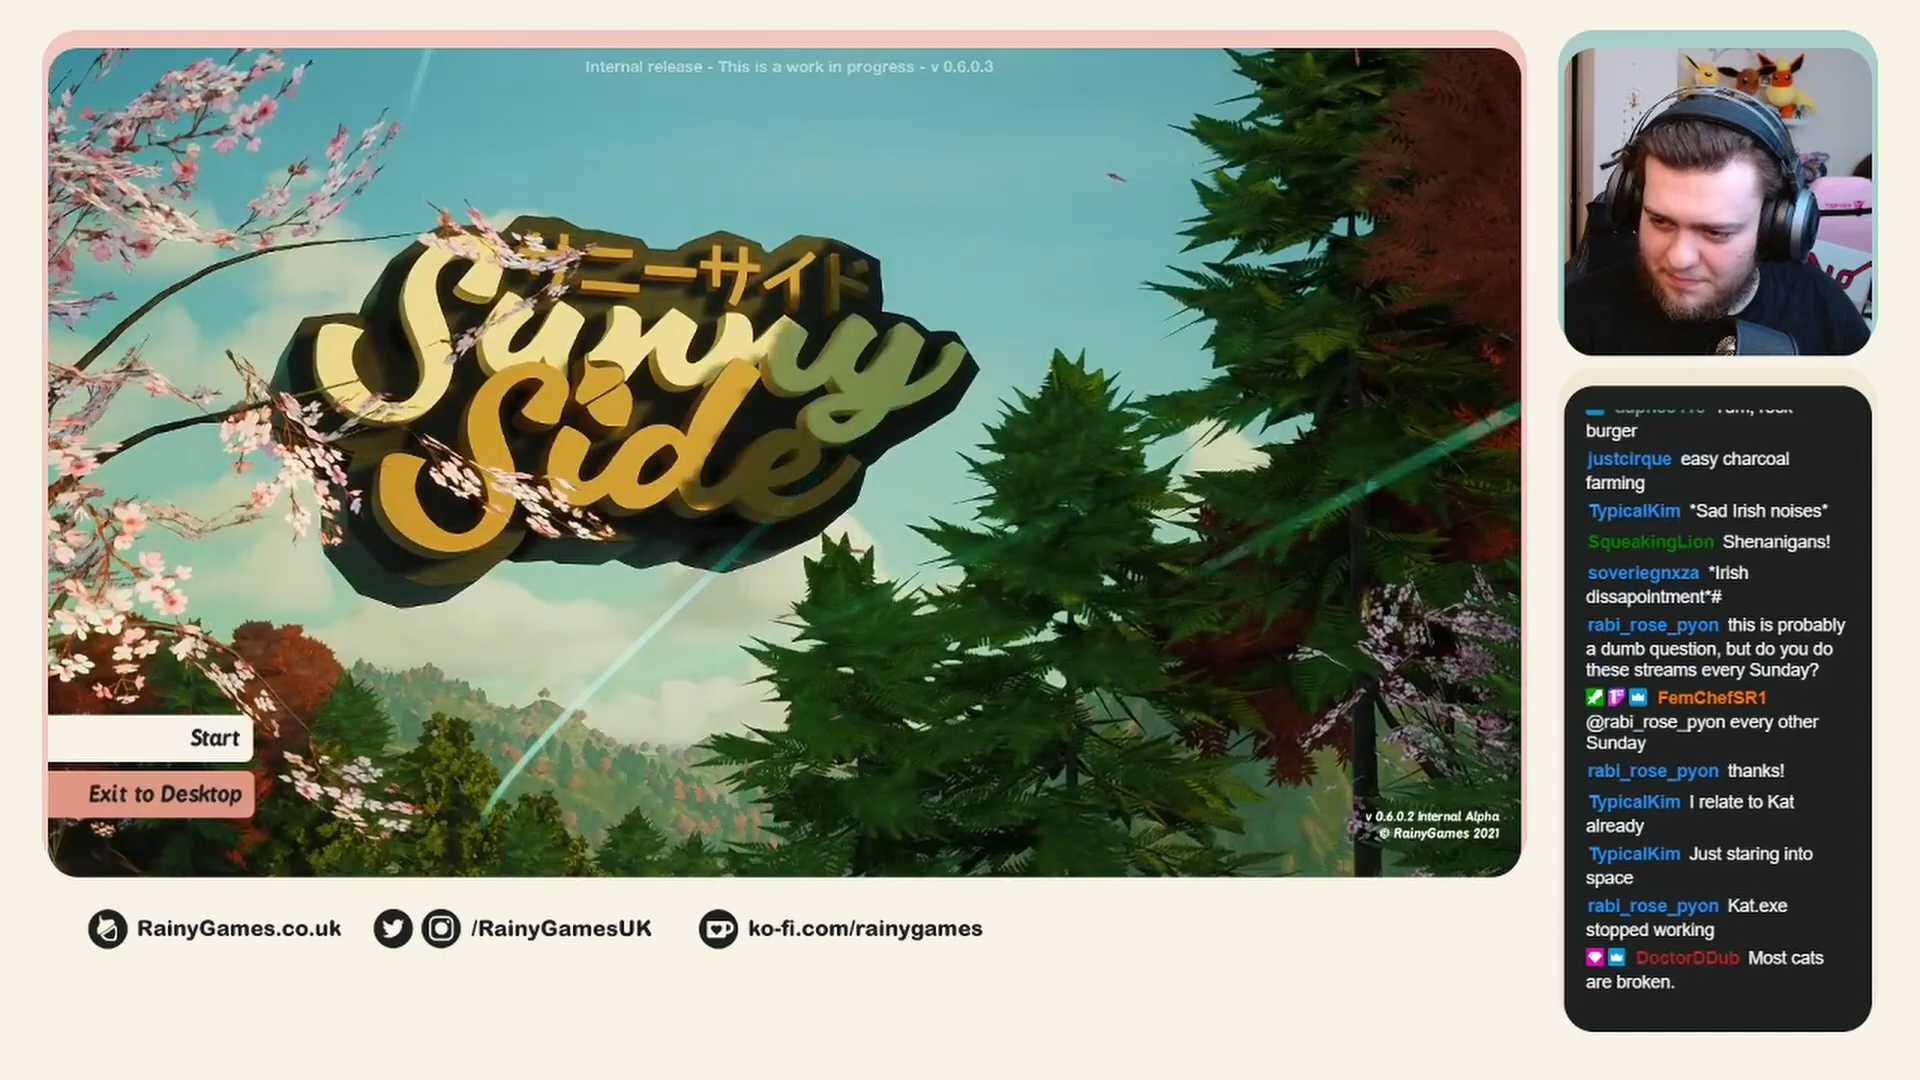 Internal release - This is a work in progress - v 0.6.0.3
サニーサイド
Sunny
Side
Start
Exit to Desktop
v 0.6.0.2 Internal Alpha
© RainyGames 2021
RainyGames.co.uk
/RainyGamesUK
ko-fi.com/rainygames
burger
justcirque easy charcoal
farming
TypicalKim *Sad Irish noises*
SqueakingLion Shenanigans!
soveriegnxza *Irish
dissapointment*#
rabi_rose_pyon this is probably
a dumb question, but do you do
these streams every Sunday?
FemChefSR1
@rabi_rose_pyon every other
Sunday
rabi_rose_pyon thanks!
TypicalKim I relate to Kat
already
TypicalKim Just staring into
space
rabi_rose_pyon Kat.exe
stopped working
DoctorDDub Most cats
are broken.